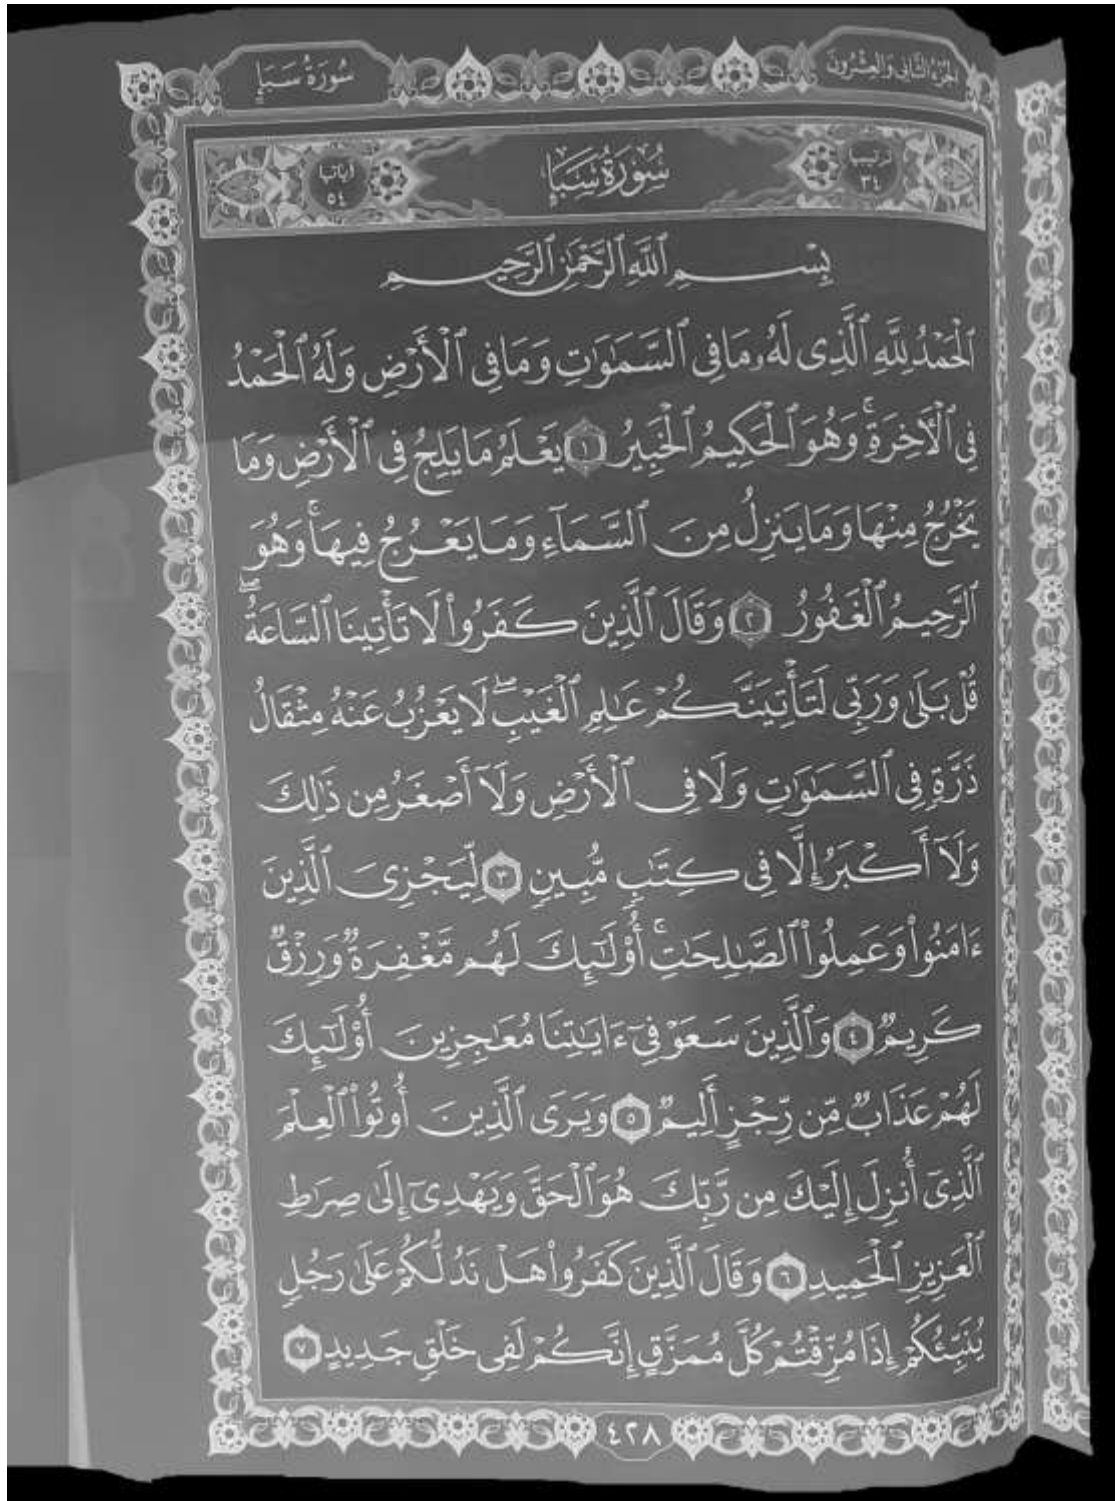 الجزء الثاني والعشرون
سورة سبإ
ترتيبها
٣٤
سورة سبإ
آياتها
٥٤
بِسْمِ ٱللَّهِ ٱلرَّحْمَٰنِ ٱلرَّحِيمِ
ٱلْحَمْدُ لِلَّهِ ٱلَّذِى لَهُۥ مَا فِى ٱلسَّمَٰوَٰتِ وَمَا فِى ٱلْأَرْضِ وَلَهُ ٱلْحَمْدُ
فِى ٱلْءَاخِرَةِ ۚ وَهُوَ ٱلْحَكِيمُ ٱلْخَبِيرُ ١ يَعْلَمُ مَا يَلِجُ فِى ٱلْأَرْضِ وَمَا
يَخْرُجُ مِنْهَا وَمَا يَنزِلُ مِنَ ٱلسَّمَآءِ وَمَا يَعْرُجُ فِيهَا ۚ وَهُوَ
ٱلرَّحِيمُ ٱلْغَفُورُ ٢ وَقَالَ ٱلَّذِينَ كَفَرُوا۟ لَا تَأْتِينَا ٱلسَّاعَةُ ۖ
قُلْ بَلَىٰ وَرَبِّى لَتَأْتِيَنَّكُمْ عَٰلِمِ ٱلْغَيْبِ ۖ لَا يَعْزُبُ عَنْهُ مِثْقَالُ
ذَرَّةٍ فِى ٱلسَّمَٰوَٰتِ وَلَا فِى ٱلْأَرْضِ وَلَآ أَصْغَرُ مِن ذَٰلِكَ
وَلَآ أَكْبَرُ إِلَّا فِى كِتَٰبٍ مُّبِينٍ ٣ لِّيَجْزِىَ ٱلَّذِينَ
ءَامَنُوا۟ وَعَمِلُوا۟ ٱلصَّٰلِحَٰتِ ۚ أُو۟لَٰٓئِكَ لَهُم مَّغْفِرَةٌ وَرِزْقٌ
كَرِيمٌ ٤ وَٱلَّذِينَ سَعَوْ فِىٓ ءَايَٰتِنَا مُعَٰجِزِينَ أُو۟لَٰٓئِكَ
لَهُمْ عَذَابٌ مِّن رِّجْزٍ أَلِيمٌ ٥ وَيَرَى ٱلَّذِينَ أُوتُوا۟ ٱلْعِلْمَ
ٱلَّذِىٓ أُنزِلَ إِلَيْكَ مِن رَّبِّكَ هُوَ ٱلْحَقَّ وَيَهْدِىٓ إِلَىٰ صِرَٰطِ
ٱلْعَزِيزِ ٱلْحَمِيدِ ٦ وَقَالَ ٱلَّذِينَ كَفَرُوا۟ هَلْ نَدُلُّكُمْ عَلَىٰ رَجُلٍ
يُنَبِّئُكُمْ إِذَا مُزِّقْتُمْ كُلَّ مُمَزَّقٍ إِنَّكُمْ لَفِى خَلْقٍ جَدِيدٍ ٧
٤٢٨